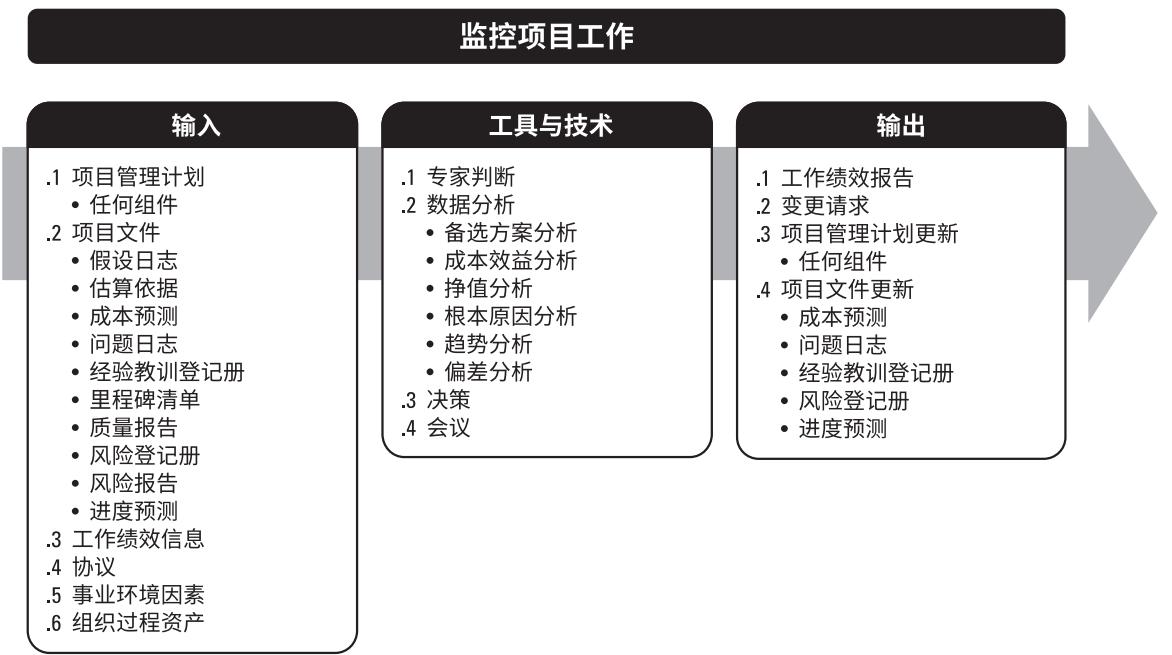 监控项目工作
输入
.1 项目管理计划
• 任何组件
.2 项目文件
• 假设日志
• 估算依据
• 成本预测
• 问题日志
• 经验教训登记册
• 里程碑清单
• 质量报告
• 风险登记册
• 风险报告
• 进度预测
.3 工作绩效信息
.4 协议
.5 事业环境因素
.6 组织过程资产
工具与技术
.1 专家判断
.2 数据分析
• 备选方案分析
• 成本效益分析
• 挣值分析
• 根本原因分析
• 趋势分析
• 偏差分析
.3 决策
.4 会议
输出
.1 工作绩效报告
.2 变更请求
.3 项目管理计划更新
• 任何组件
.4 项目文件更新
• 成本预测
• 问题日志
• 经验教训登记册
• 风险登记册
• 进度预测